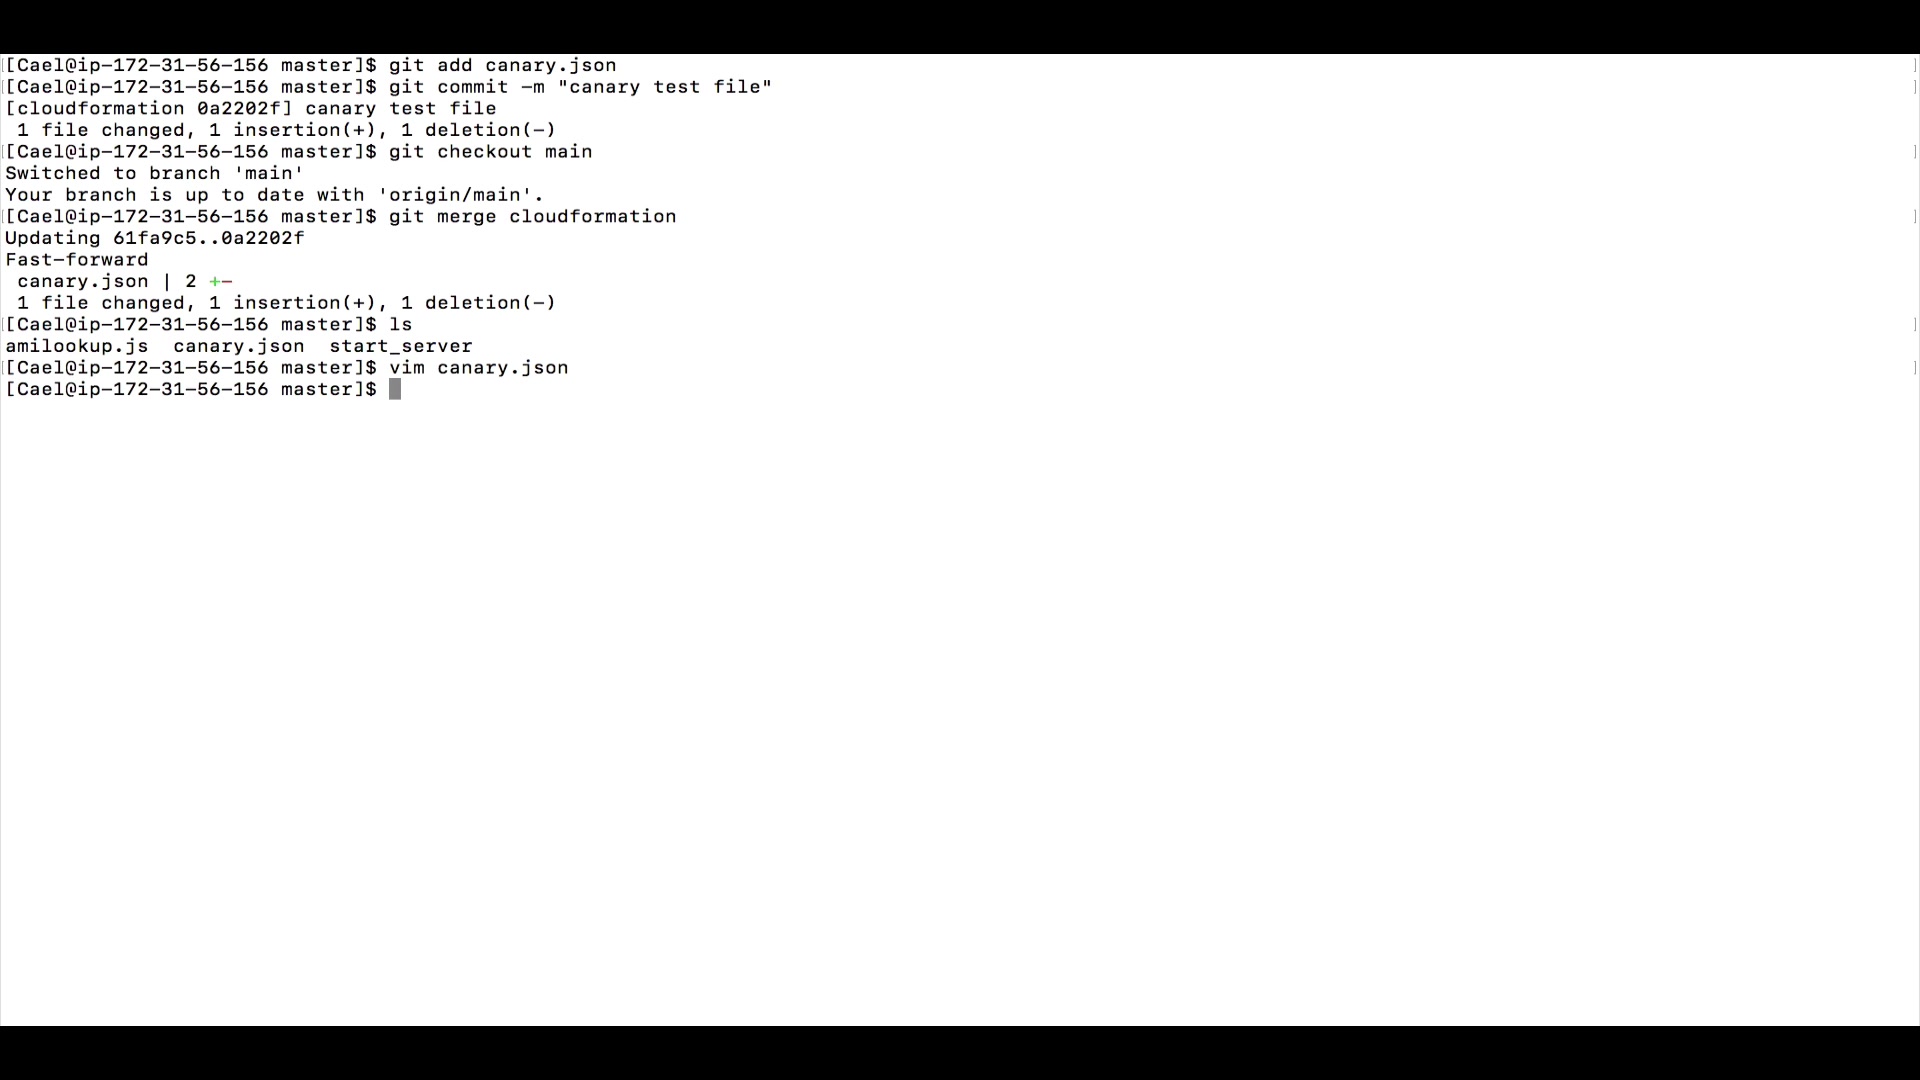 [Cael@ip-172-31-56-156 master]$ git add canary.json
[Cael@ip-172-31-56-156 master]$ git commit -m "canary test file"
[cloudformation 0a2202f] canary test file
 1 file changed, 1 insertion(+), 1 deletion(-)
[Cael@ip-172-31-56-156 master]$ git checkout main
Switched to branch 'main'
Your branch is up to date with 'origin/main'.
[Cael@ip-172-31-56-156 master]$ git merge cloudformation
Updating 61fa9c5..0a2202f
Fast-forward
 canary.json | 2 +-
 1 file changed, 1 insertion(+), 1 deletion(-)
[Cael@ip-172-31-56-156 master]$ ls
amilookup.js  canary.json  start_server
[Cael@ip-172-31-56-156 master]$ vim canary.json
[Cael@ip-172-31-56-156 master]$